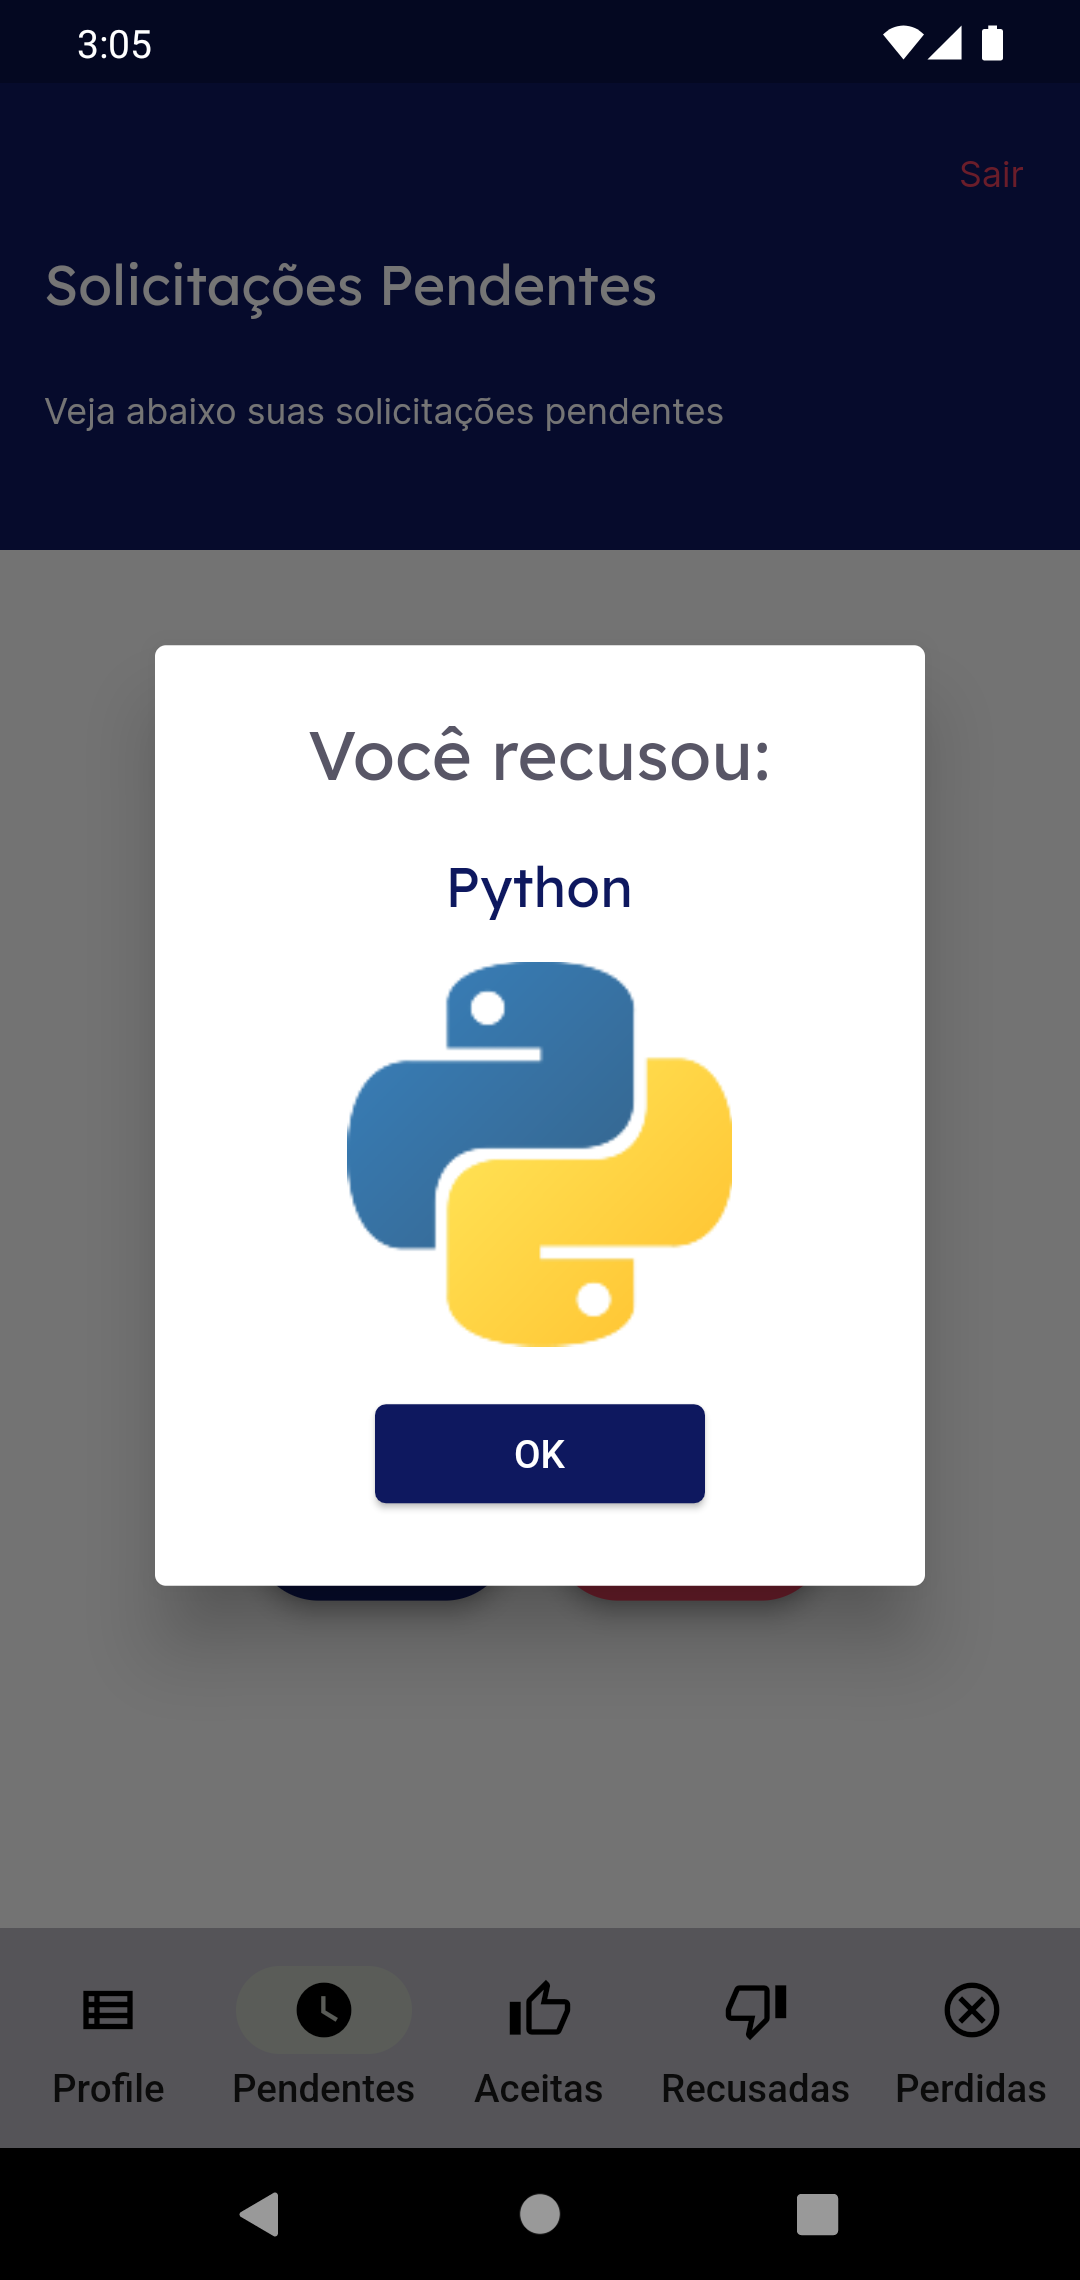 3:05
Sair
Solicitações Pendentes
Veja abaixo suas solicitações pendentes
Você recusou:
Python
OK
Profile
Pendentes
Aceitas
Recusadas
Perdidas